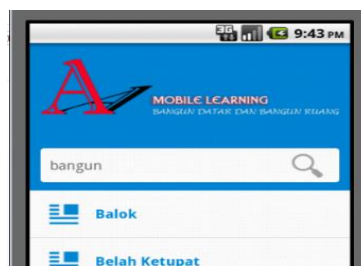 9:43 PM
MOBILE LEARNING
BANGUN DATAR DAN BANGUN RUANG
bangun
Balok
Belah Ketupat